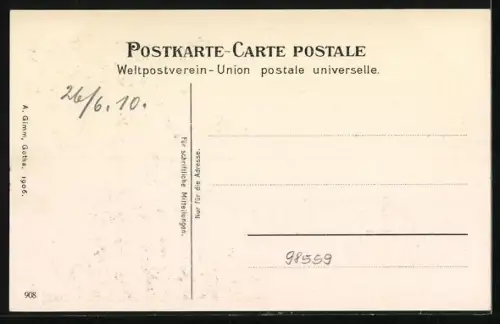 POSTKARTE-CARTE POSTALE
Weltpostverein-Union postale universelle.
26/6.10.
A. Gimm, Gotha. 1906.
Für schriftliche Mitteilungen.
Nur für die Adresse.
98559
908